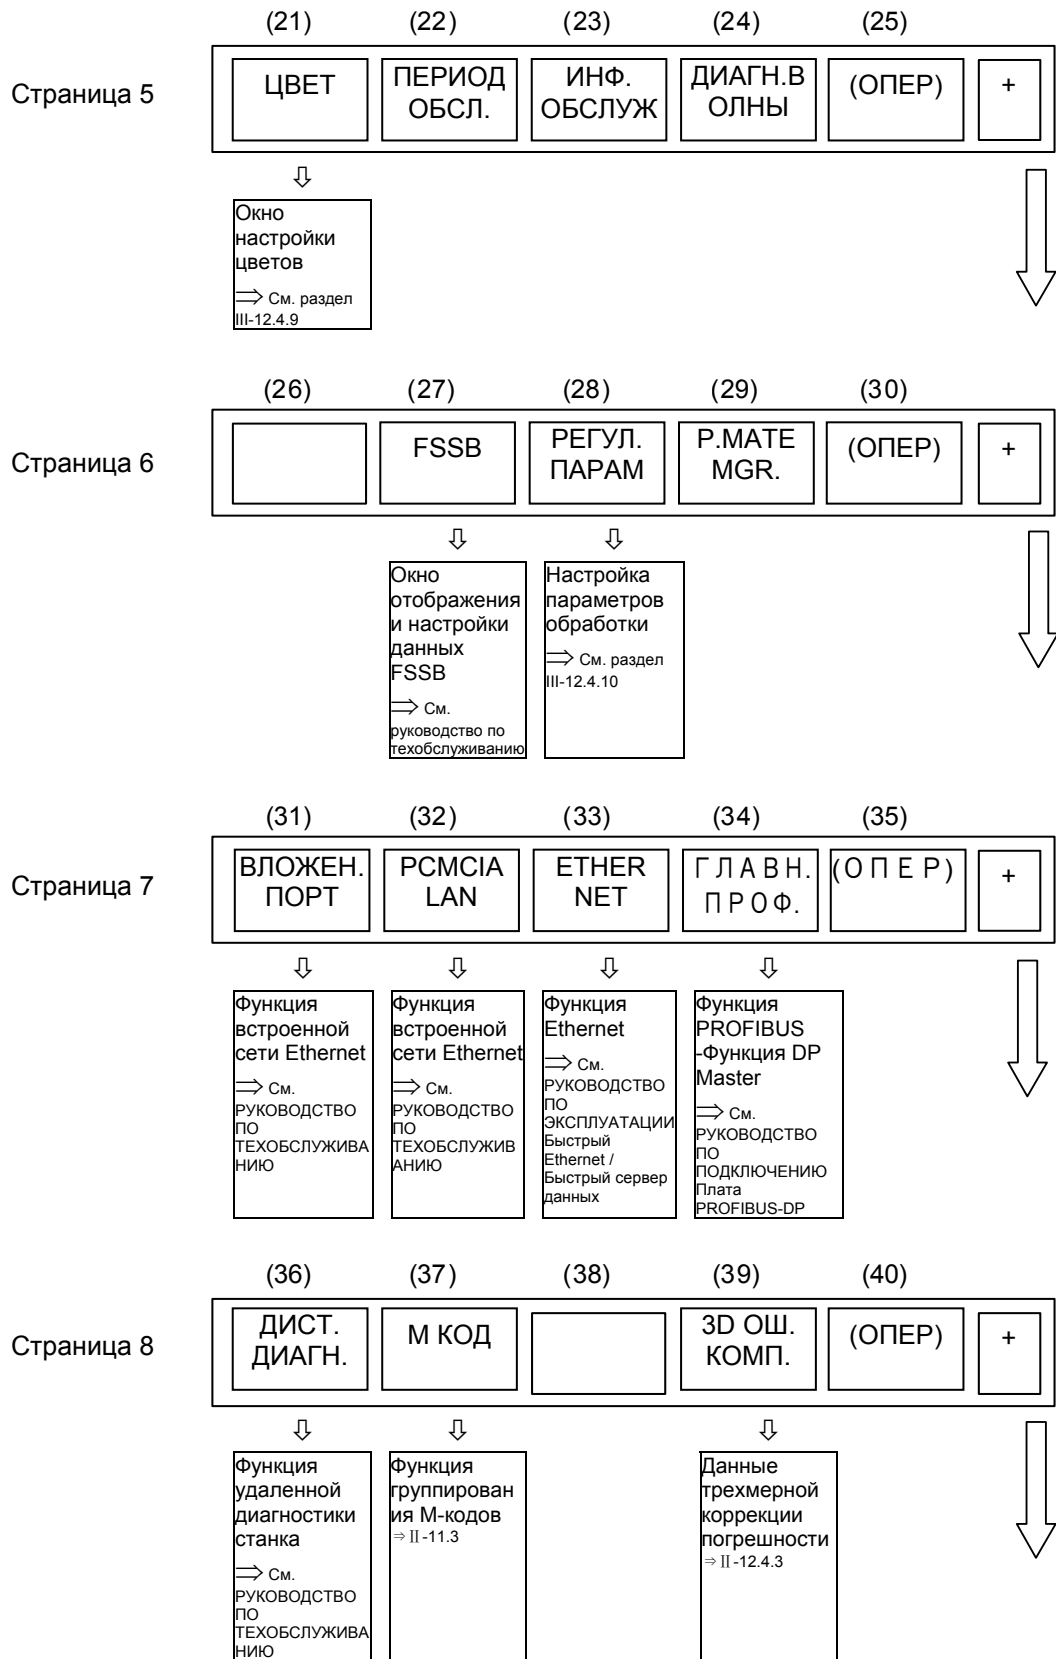 (21) (22) (23) (24) (25)
Страница 5
ЦВЕТ
ПЕРИОД
ОБСЛ.
ИНФ.
ОБСЛУЖ
ДИАГН.В
ОЛНЫ
(ОПЕР)
+
Окно
настройки
цветов
⇒ См. раздел
III-12.4.9
(26) (27) (28) (29) (30)
Страница 6
FSSB
РЕГУЛ.
ПАРАМ
P.MATE
MGR.
(ОПЕР)
+
Окно
отображения
и настройки
данных
FSSB
⇒ См.
руководство по
техобслуживанию
Настройка
параметров
обработки
⇒ См. раздел
III-12.4.10
(31) (32) (33) (34) (35)
Страница 7
ВЛОЖЕН.
ПОРТ
PCMCIA
LAN
ETHER
NET
ГЛАВН.
ПРОФ.
(ОПЕР)
+
Функция
встроенной
сети Ethernet
⇒ См.
РУКОВОДСТВО
ПО
ТЕХОБСЛУЖИВА
НИЮ
Функция
встроенной
сети Ethernet
⇒ См.
РУКОВОДСТВО
ПО
ТЕХОБСЛУЖИВ
АНИЮ
Функция
Ethernet
⇒ См.
РУКОВОДСТВО
ПО
ЭКСПЛУАТАЦИИ
Быстрый
Ethernet /
Быстрый сервер
данных
Функция
PROFIBUS
-Функция DP
Master
⇒ См.
РУКОВОДСТВО
ПО
ПОДКЛЮЧЕНИЮ
Плата
PROFIBUS-DP
(36) (37) (38) (39) (40)
Страница 8
ДИСТ.
ДИАГН.
М КОД
3D ОШ.
КОМП.
(ОПЕР)
+
Функция
удаленной
диагностики
станка
⇒ См.
РУКОВОДСТВО
ПО
ТЕХОБСЛУЖИВА
НИЮ
Функция
группирован
ия М-кодов
⇒ II-11.3
Данные
трехмерной
коррекции
погрешности
⇒ II-12.4.3